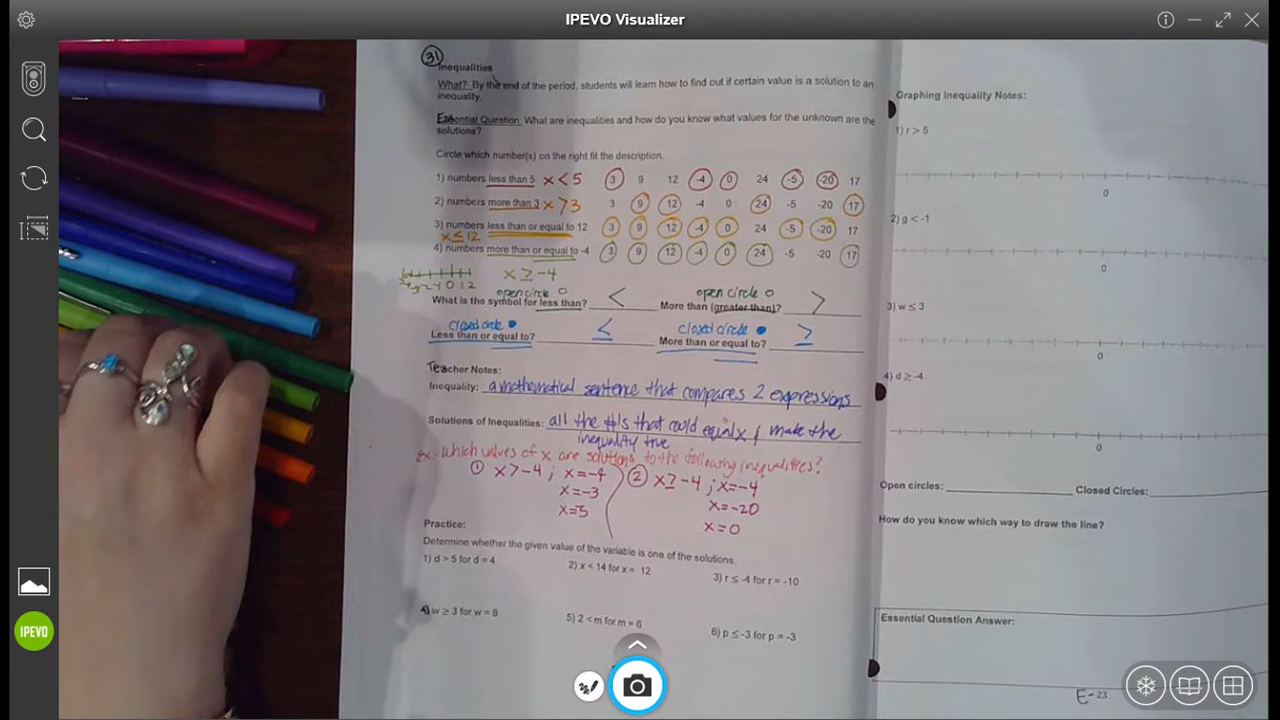 IPEVO Visualizer
31
Inequalities
What? By the end of the period, students will learn how to find out if certain value is a solution to an
inequality.
Essential Question: What are inequalities and how do you know what values for the unknown are the
solutions?
Circle which number(s) on the right fit the description.
1) numbers less than 5 x < 5 3 9 12 -4 0 24 -5 -20 17
2) numbers more than 3 x > 3 3 9 12 -4 0 24 -5 -20 17
3) numbers less than or equal to 12 3 9 12 -4 0 24 -5 -20 17
x ≤ 12
4) numbers more than or equal to -4 3 9 12 -4 0 24 -5 -20 17
0 1 2 x ≥ -4
open circle O open circle O
What is the symbol for less than? < More than (greater than)? >
closed circle ● closed circle ●
Less than or equal to? ≤ More than or equal to? ≥
Teacher Notes:
Inequality: a mathematical sentence that compares 2 expressions
Solutions of Inequalities: all the #'s that could equal x & make the
inequality true
Ex: which values of x are solutions to the following inequalities?
① x > -4 ; x = -4 ② x ≥ -4 ; x = -4
x = -3 x = -20
x = 5 x = 0
Practice:
Determine whether the given value of the variable is one of the solutions.
1) d > 5 for d = 4 2) x < 14 for x = 12 3) r ≤ -4 for r = -10
4) w ≥ 3 for w = 8 5) 2 < m for m = 6 6) p ≤ -3 for p = -3
Graphing Inequality Notes:
1) r > 5
0
2) g < -1
0
3) w ≤ 3
0
4) d ≥ -4
0
Open circles: Closed Circles:
How do you know which way to draw the line?
Essential Question Answer:
E-23
IPEVO